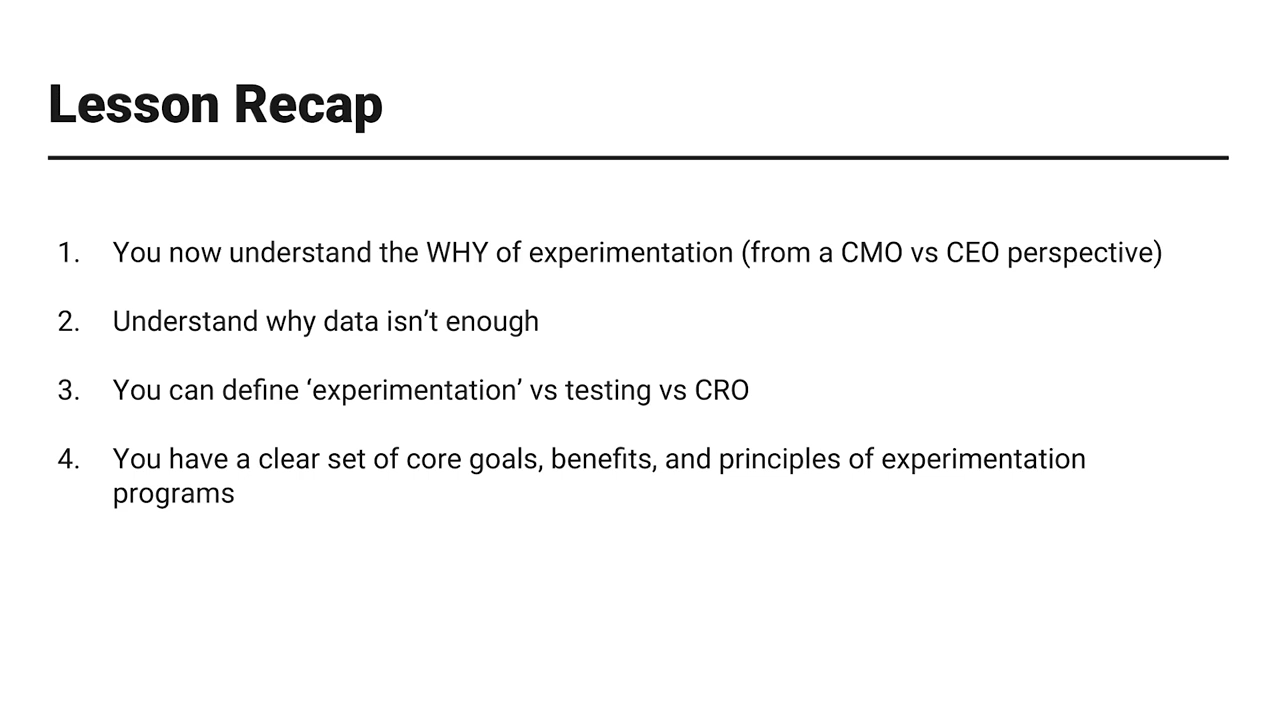 Lesson Recap
1. You now understand the WHY of experimentation (from a CMO vs CEO perspective)
2. Understand why data isn’t enough
3. You can define ‘experimentation’ vs testing vs CRO
4. You have a clear set of core goals, benefits, and principles of experimentation
programs